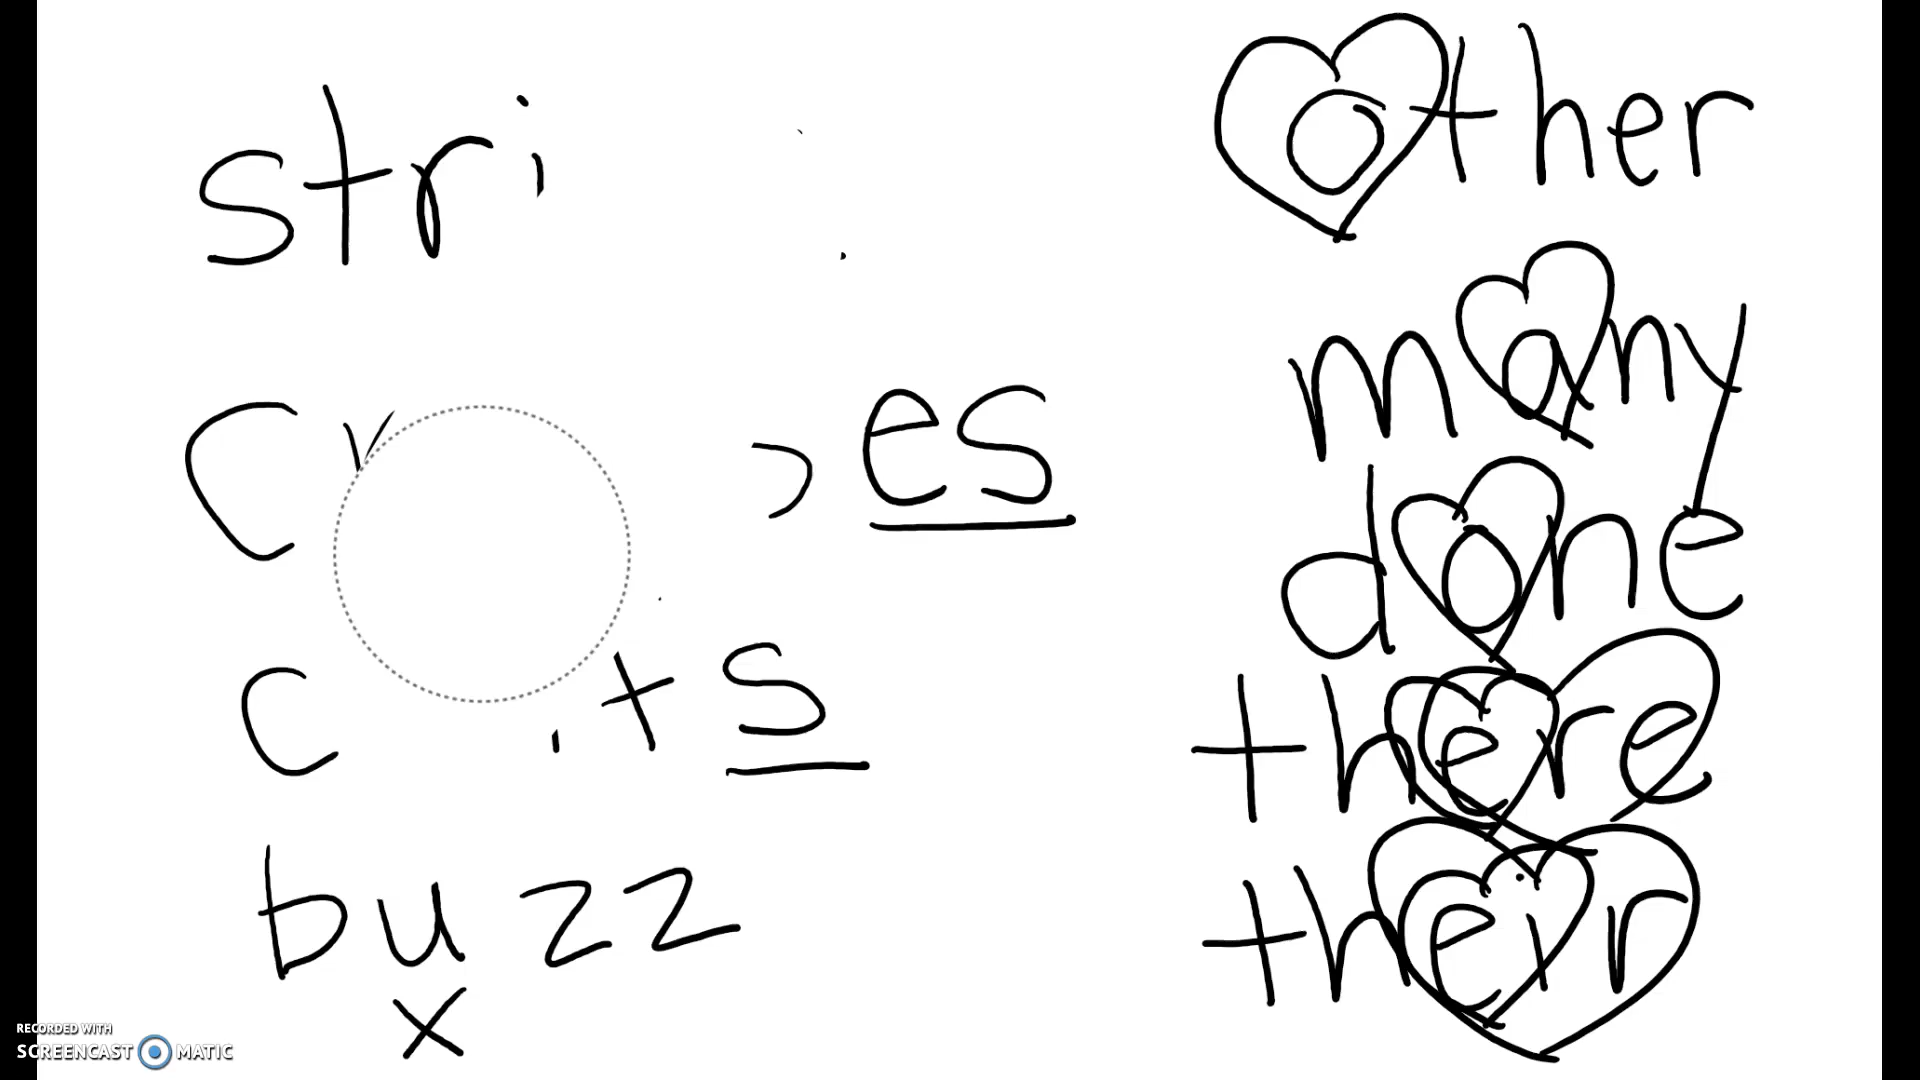 other
stri
many
es
done
c
there
c ts
buzz
their
x
RECORDED WITH
SCREENCAST MATIC